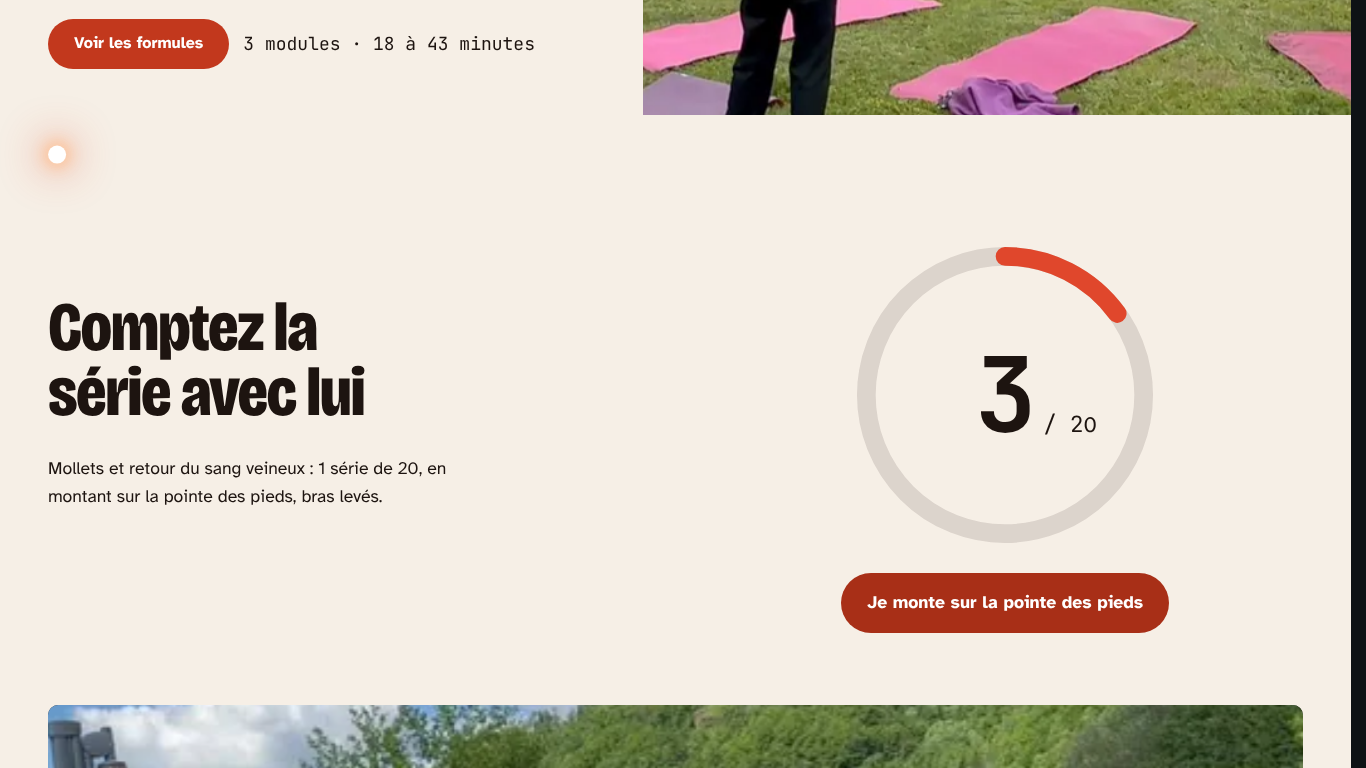 Voir les formules
3 modules · 18 à 43 minutes
Comptez la
série avec lui
Mollets et retour du sang veineux : 1 série de 20, en
montant sur la pointe des pieds, bras levés.
3 / 20
Je monte sur la pointe des pieds